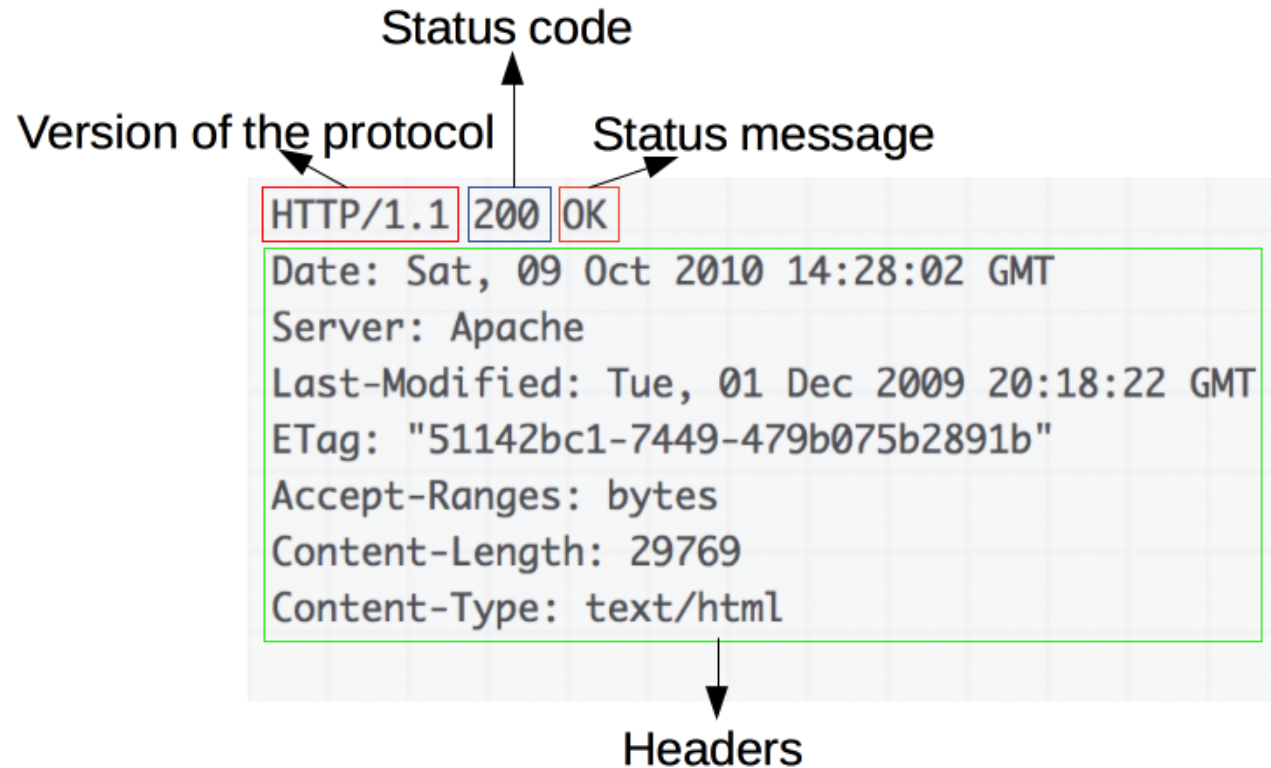 Status code
Version of the protocol
Status message
HTTP/1.1 200 OK
Date: Sat, 09 Oct 2010 14:28:02 GMT
Server: Apache
Last-Modified: Tue, 01 Dec 2009 20:18:22 GMT
ETag: "51142bc1-7449-479b075b2891b"
Accept-Ranges: bytes
Content-Length: 29769
Content-Type: text/html
Headers